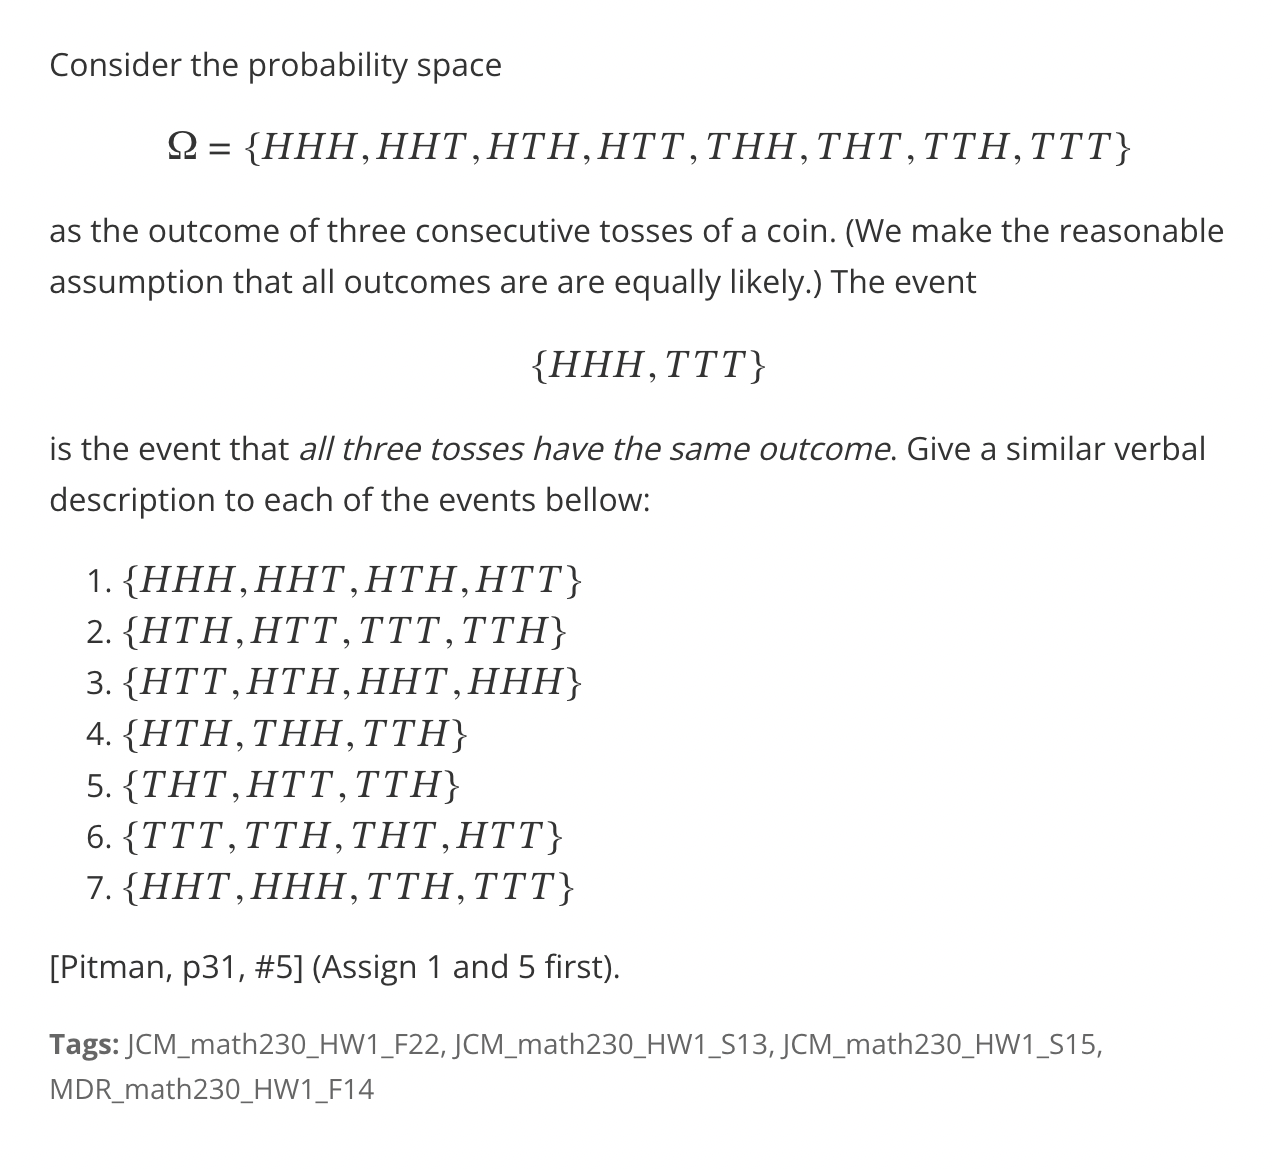 Consider the probability space
Ω = {HHH, HHT, HTH, HTT, THH, THT, TTH, TTT}
as the outcome of three consecutive tosses of a coin. (We make the reasonable
assumption that all outcomes are are equally likely.) The event
{HHH, TTT}
is the event that all three tosses have the same outcome. Give a similar verbal
description to each of the events bellow:
1. {HHH, HHT, HTH, HTT}
2. {HTH, HTT, TTT, TTH}
3. {HTT, HTH, HHT, HHH}
4. {HTH, THH, TTH}
5. {THT, HTT, TTH}
6. {TTT, TTH, THT, HTT}
7. {HHT, HHH, TTH, TTT}
[Pitman, p31, #5] (Assign 1 and 5 first).
Tags: JCM_math230_HW1_F22, JCM_math230_HW1_S13, JCM_math230_HW1_S15,
MDR_math230_HW1_F14